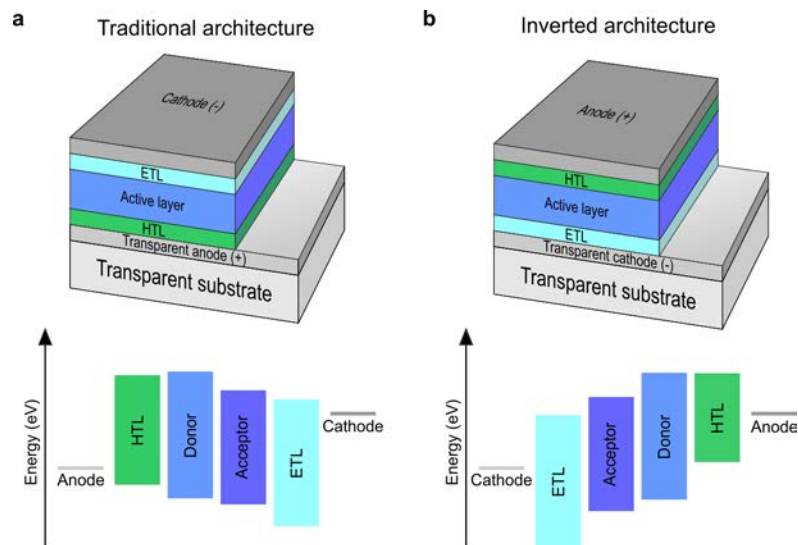 a
Traditional architecture
Cathode (-)
ETL
Active layer
HTL
Transparent anode (+)
Transparent substrate
Energy (eV)
Anode
HTL
Donor
Acceptor
ETL
Cathode
b
Inverted architecture
Anode (+)
HTL
Active layer
ETL
Transparent cathode (-)
Transparent substrate
Energy (eV)
Cathode
ETL
Acceptor
Donor
HTL
Anode